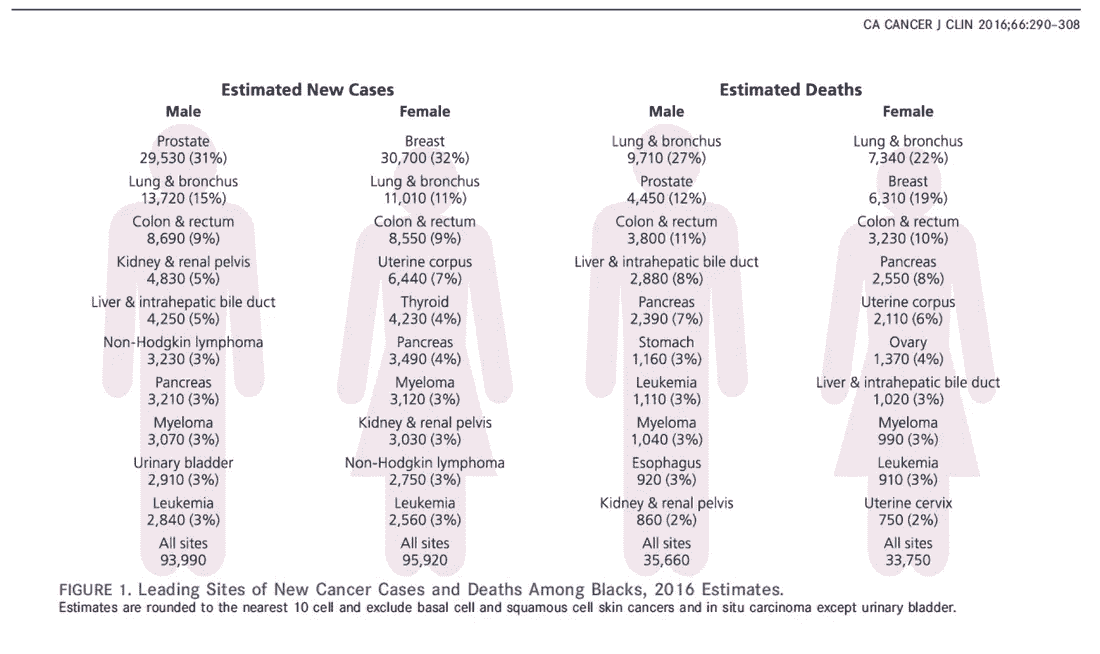 CA CANCER J CLIN 2016;66:290–308
Estimated New Cases
Male
Prostate
29,530 (31%)
Lung & bronchus
13,720 (15%)
Colon & rectum
8,690 (9%)
Kidney & renal pelvis
4,830 (5%)
Liver & intrahepatic bile duct
4,250 (5%)
Non-Hodgkin lymphoma
3,230 (3%)
Pancreas
3,210 (3%)
Myeloma
3,070 (3%)
Urinary bladder
2,910 (3%)
Leukemia
2,840 (3%)
All sites
93,990
Female
Breast
30,700 (32%)
Lung & bronchus
11,010 (11%)
Colon & rectum
8,550 (9%)
Uterine corpus
6,440 (7%)
Thyroid
4,230 (4%)
Pancreas
3,490 (4%)
Myeloma
3,120 (3%)
Kidney & renal pelvis
3,030 (3%)
Non-Hodgkin lymphoma
2,750 (3%)
Leukemia
2,560 (3%)
All sites
95,920
Estimated Deaths
Male
Lung & bronchus
9,710 (27%)
Prostate
4,450 (12%)
Colon & rectum
3,800 (11%)
Liver & intrahepatic bile duct
2,880 (8%)
Pancreas
2,390 (7%)
Stomach
1,160 (3%)
Leukemia
1,110 (3%)
Myeloma
1,040 (3%)
Esophagus
920 (3%)
Kidney & renal pelvis
860 (2%)
All sites
35,660
Female
Lung & bronchus
7,340 (22%)
Breast
6,310 (19%)
Colon & rectum
3,230 (10%)
Pancreas
2,550 (8%)
Uterine corpus
2,110 (6%)
Ovary
1,370 (4%)
Liver & intrahepatic bile duct
1,020 (3%)
Myeloma
990 (3%)
Leukemia
910 (3%)
Uterine cervix
750 (2%)
All sites
33,750
FIGURE 1. Leading Sites of New Cancer Cases and Deaths Among Blacks, 2016 Estimates.
Estimates are rounded to the nearest 10 cell and exclude basal cell and squamous cell skin cancers and in situ carcinoma except urinary bladder.